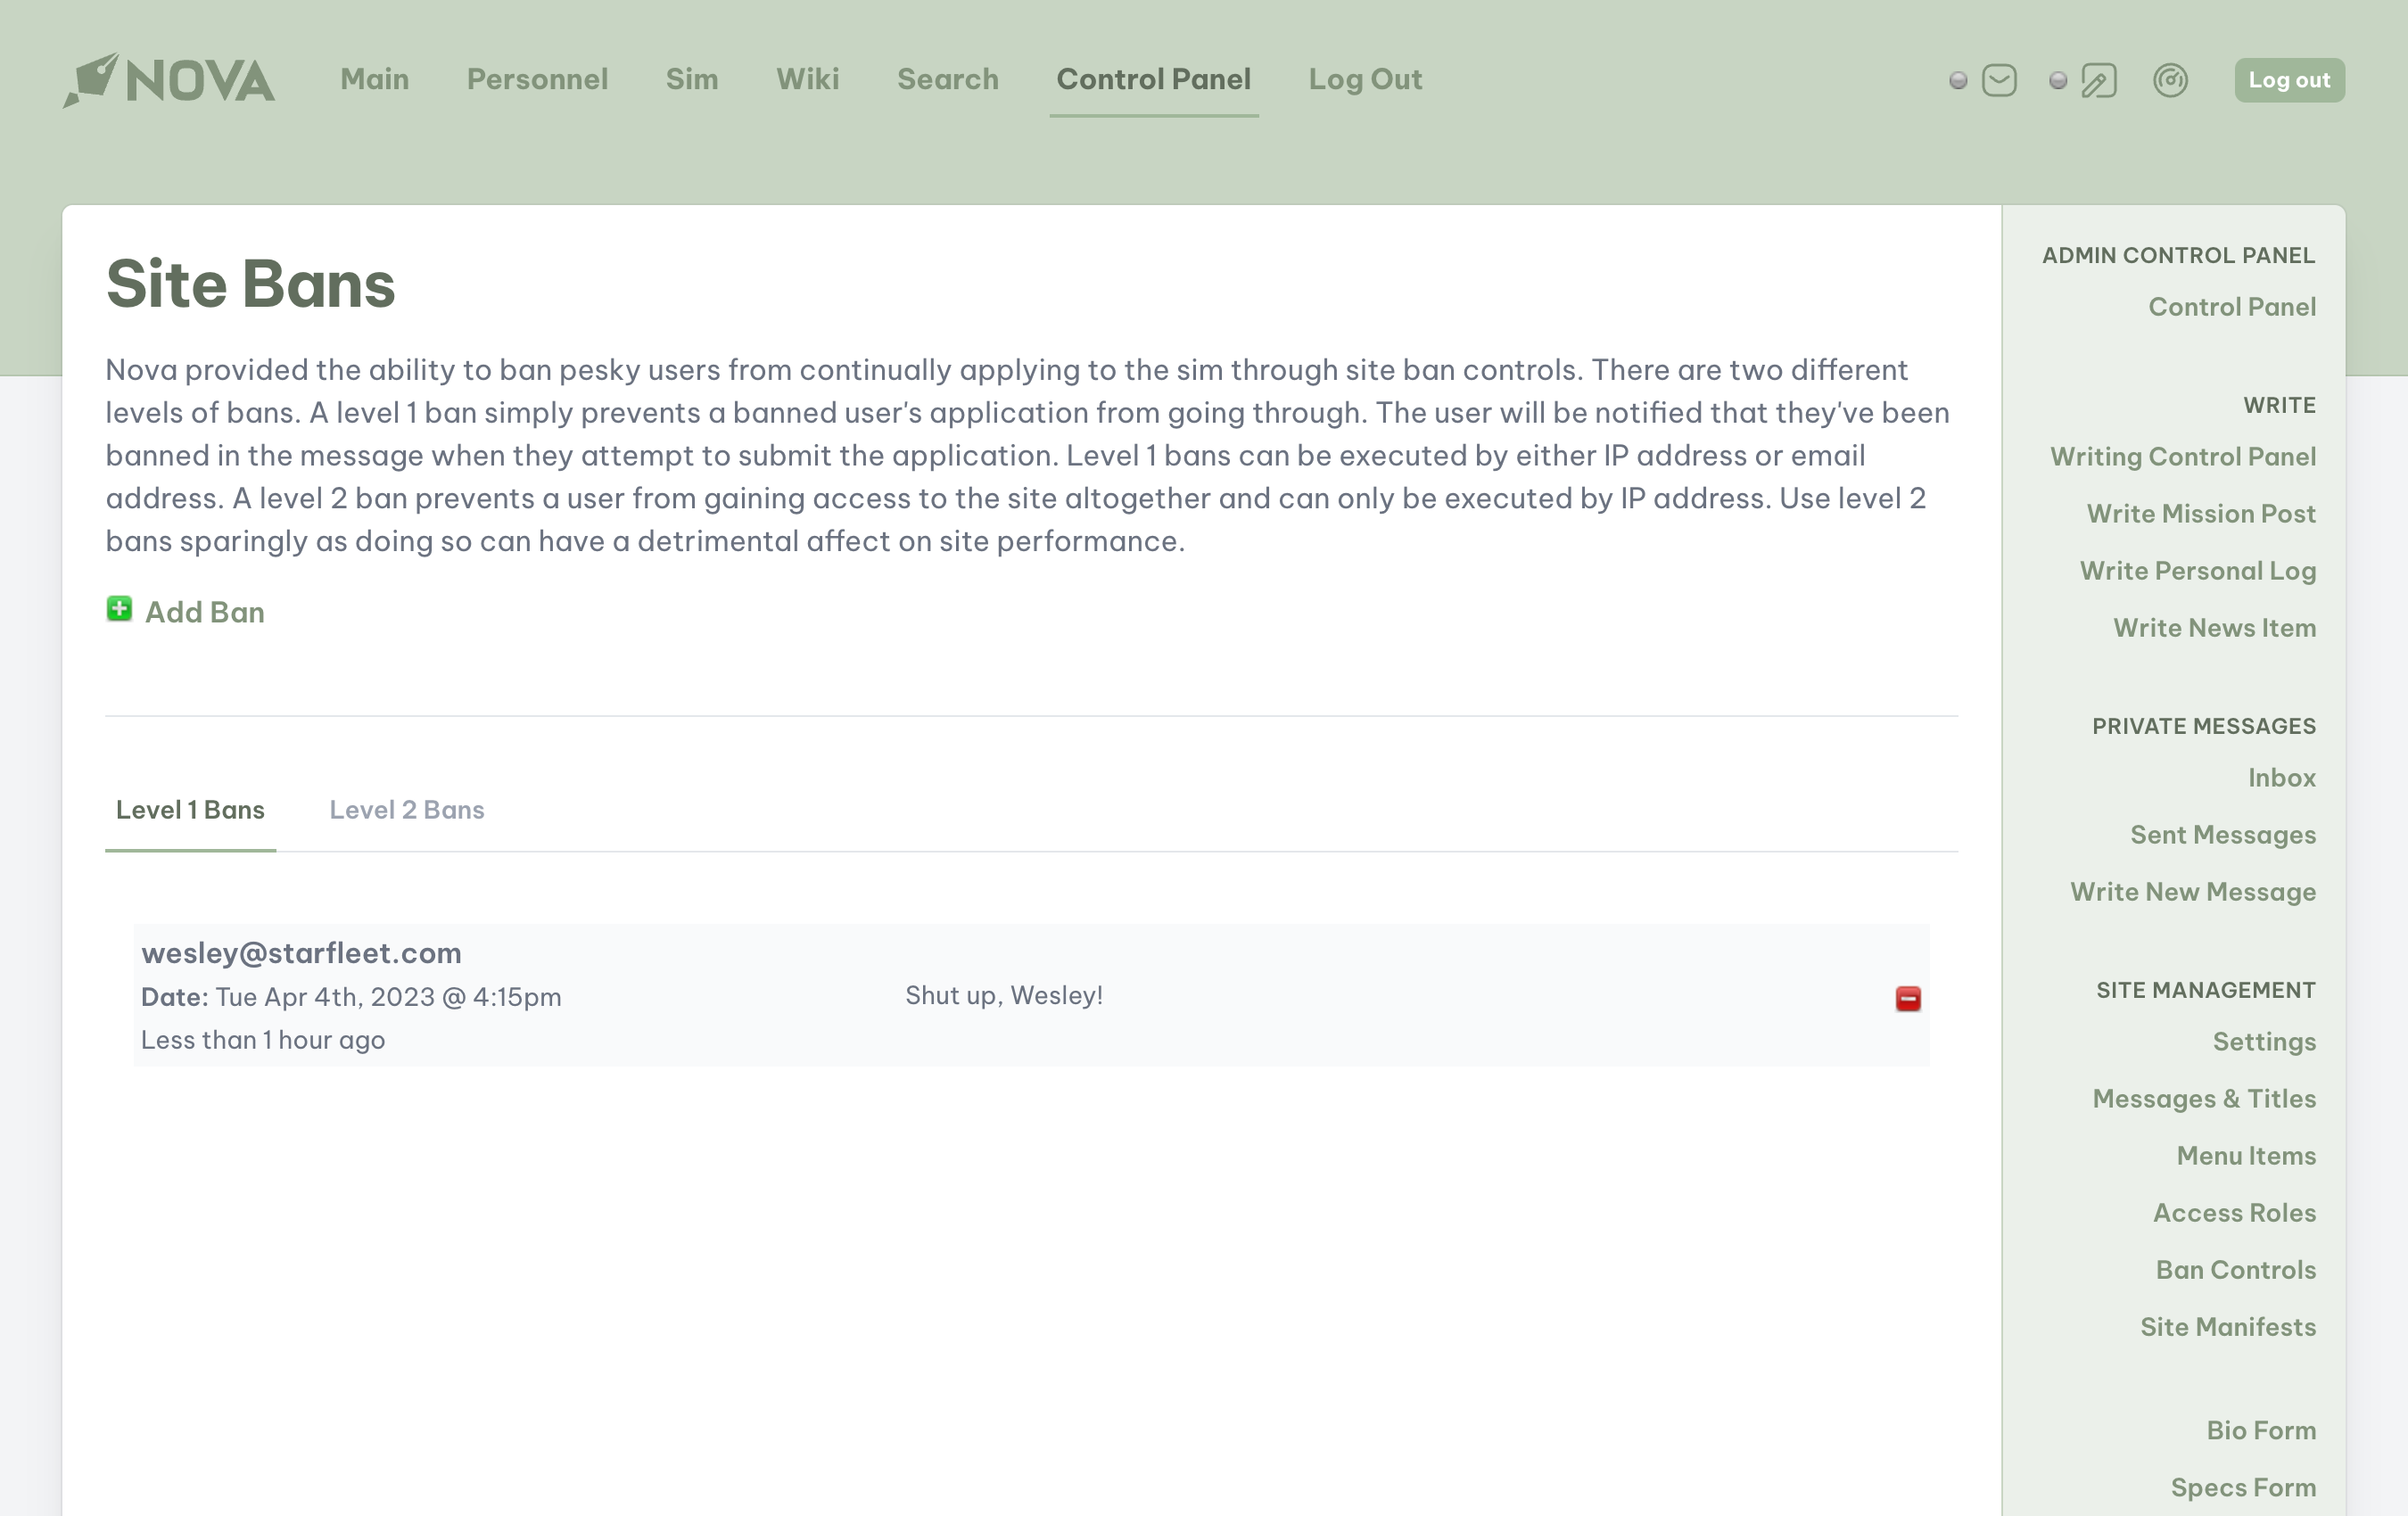 NOVA
Main
Personnel
Sim
Wiki
Search
Control Panel
Log Out
Log out
Site Bans
Nova provided the ability to ban pesky users from continually applying to the sim through site ban controls. There are two different
levels of bans. A level 1 ban simply prevents a banned user's application from going through. The user will be notified that they've been
banned in the message when they attempt to submit the application. Level 1 bans can be executed by either IP address or email
address. A level 2 ban prevents a user from gaining access to the site altogether and can only be executed by IP address. Use level 2
bans sparingly as doing so can have a detrimental affect on site performance.
Add Ban
Level 1 Bans
Level 2 Bans
wesley@starfleet.com
Date: Tue Apr 4th, 2023 @ 4:15pm
Less than 1 hour ago
Shut up, Wesley!
ADMIN CONTROL PANEL
Control Panel
WRITE
Writing Control Panel
Write Mission Post
Write Personal Log
Write News Item
PRIVATE MESSAGES
Inbox
Sent Messages
Write New Message
SITE MANAGEMENT
Settings
Messages & Titles
Menu Items
Access Roles
Ban Controls
Site Manifests
Bio Form
Specs Form